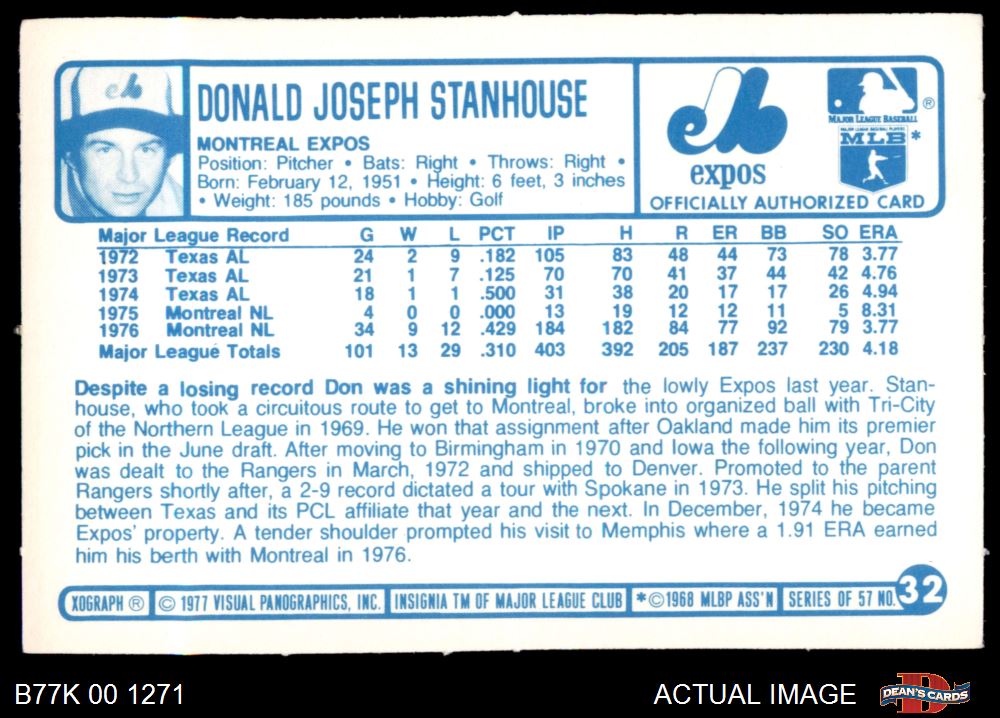 eb
DONALD JOSEPH STANHOUSE
MONTREAL EXPOS
Position: Pitcher • Bats: Right • Throws: Right •
Born: February 12, 1951 • Height: 6 feet, 3 inches
• Weight: 185 pounds • Hobby: Golf
eb
expos
®
MAJOR LEAGUE BASEBALL
MAJOR LEAGUE BASEBALL PLAYERS
MLB *
OFFICIALLY AUTHORIZED CARD
Major League Record G W L PCT IP H R ER BB SO ERA
1972 Texas AL 24 2 9 .182 105 83 48 44 73 78 3.77
1973 Texas AL 21 1 7 .125 70 70 41 37 44 42 4.76
1974 Texas AL 18 1 1 .500 31 38 20 17 17 26 4.94
1975 Montreal NL 4 0 0 .000 13 19 12 12 11 5 8.31
1976 Montreal NL 34 9 12 .429 184 182 84 77 92 79 3.77
Major League Totals 101 13 29 .310 403 392 205 187 237 230 4.18
Despite a losing record Don was a shining light for the lowly Expos last year. Stan-
house, who took a circuitous route to get to Montreal, broke into organized ball with Tri-City
of the Northern League in 1969. He won that assignment after Oakland made him its premier
pick in the June draft. After moving to Birmingham in 1970 and Iowa the following year, Don
was dealt to the Rangers in March, 1972 and shipped to Denver. Promoted to the parent
Rangers shortly after, a 2-9 record dictated a tour with Spokane in 1973. He split his pitching
between Texas and its PCL affiliate that year and the next. In December, 1974 he became
Expos' property. A tender shoulder prompted his visit to Memphis where a 1.91 ERA earned
him his berth with Montreal in 1976.
XOGRAPH ® © 1977 VISUAL PANOGRAPHICS, INC. INSIGNIA TM OF MAJOR LEAGUE CLUB *©1968 MLBP ASS'N SERIES OF 57 NO. 32
B77K 00 1271 ACTUAL IMAGE DEAN'S CARDS